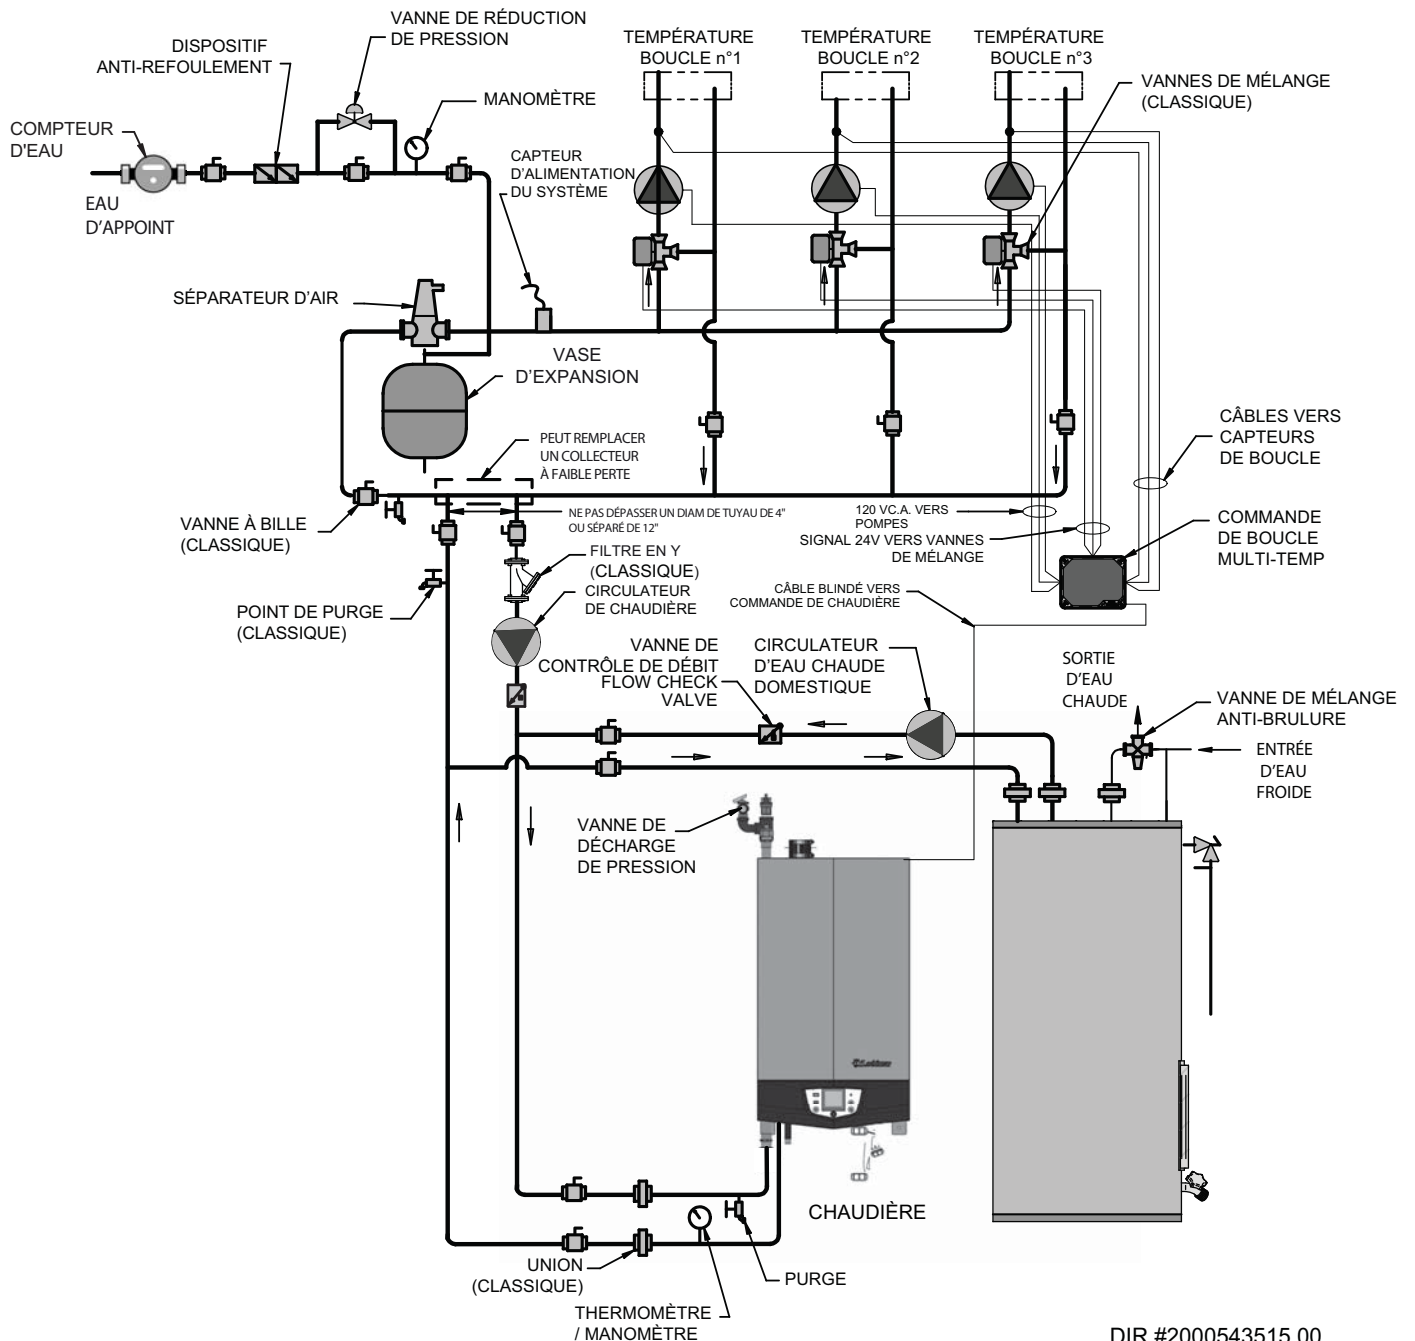 VANNE DE RÉDUCTION
DE PRESSION
DISPOSITIF
ANTI-REFOULEMENT
MANOMÈTRE
COMPTEUR
D'EAU
EAU
D'APPOINT
CAPTEUR
D'ALIMENTATION
DU SYSTÈME
TEMPÉRATURE
BOUCLE n°1
TEMPÉRATURE
BOUCLE n°2
TEMPÉRATURE
BOUCLE n°3
VANNES DE MÉLANGE
(CLASSIQUE)
SÉPARATEUR D'AIR
VASE
D'EXPANSION
PEUT REMPLACER
UN COLLECTEUR
À FAIBLE PERTE
CÂBLES VERS
CAPTEURS
DE BOUCLE
VANNE À BILLE
(CLASSIQUE)
NE PAS DÉPASSER UN DIAM DE TUYAU DE 4"
OU SÉPARÉ DE 12"
120 VC.A. VERS
POMPES
SIGNAL 24V VERS VANNES
DE MÉLANGE
COMMANDE
DE BOUCLE
MULTI-TEMP
FILTRE EN Y
(CLASSIQUE)
CIRCULATEUR
DE CHAUDIÈRE
CÂBLE BLINDÉ VERS
COMMANDE DE CHAUDIÈRE
POINT DE PURGE
(CLASSIQUE)
VANNE DE
CONTRÔLE DE DÉBIT
FLOW CHECK
VALVE
CIRCULATEUR
D'EAU CHAUDE
DOMESTIQUE
SORTIE
D'EAU
CHAUDE
VANNE DE MÉLANGE
ANTI-BRULURE
ENTRÉE
D'EAU
FROIDE
VANNE DE
DÉCHARGE
DE PRESSION
CHAUDIÈRE
UNION
(CLASSIQUE)
PURGE
THERMOMÈTRE
/ MANOMÈTRE
DIR #2000543515 00